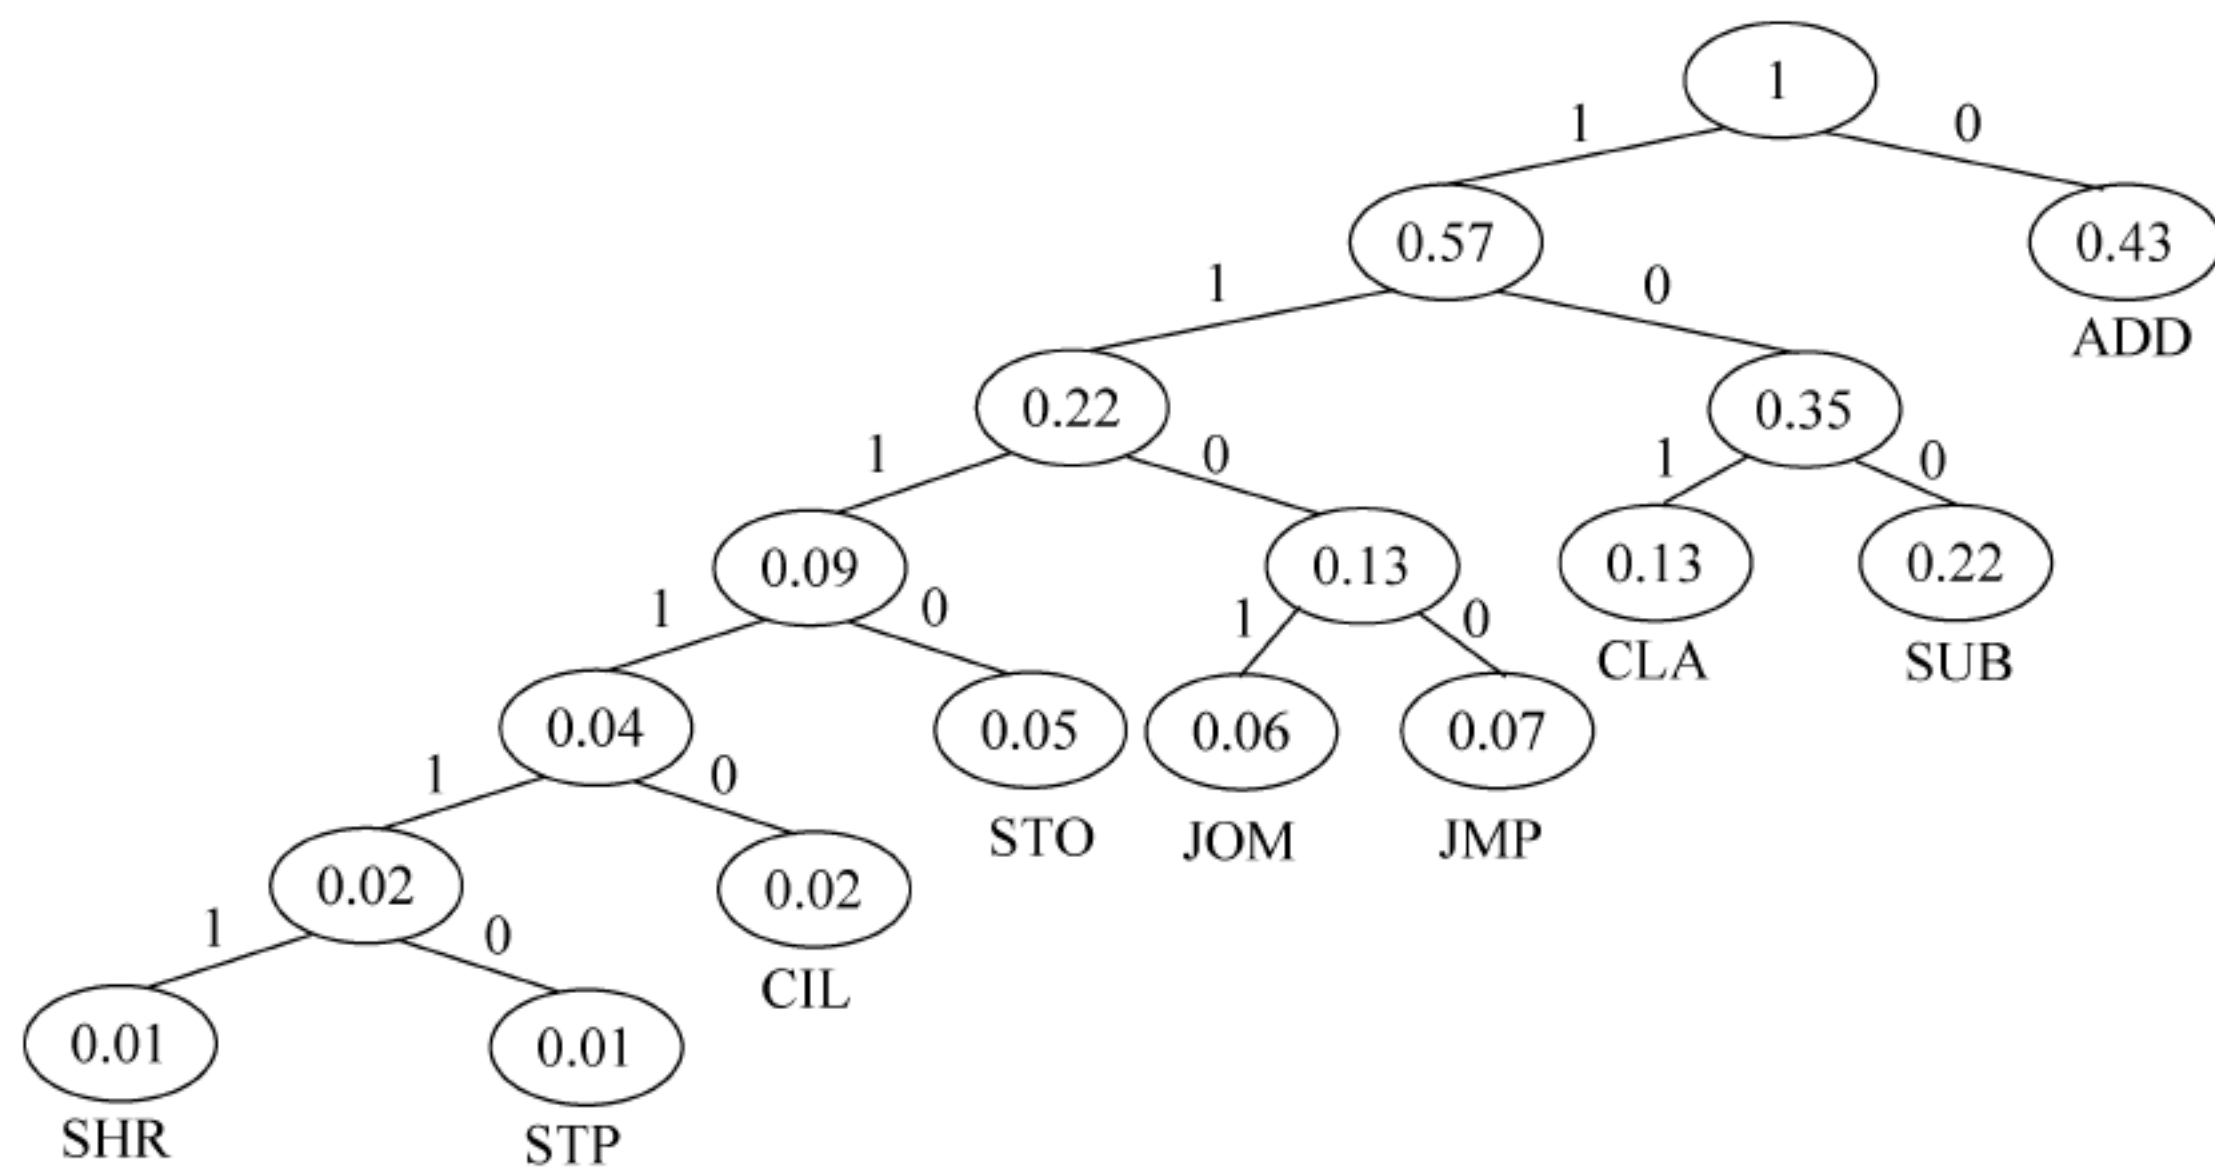 1
1 0
0.57 0.43
1 0 ADD
0.22 0.35
1 0 1 0
0.09 0.13 0.13 0.22
1 0 1 0 CLA SUB
0.04 0.05 0.06 0.07
1 0 STO JOM JMP
0.02 0.02
1 0 CIL
0.01 0.01
SHR STP